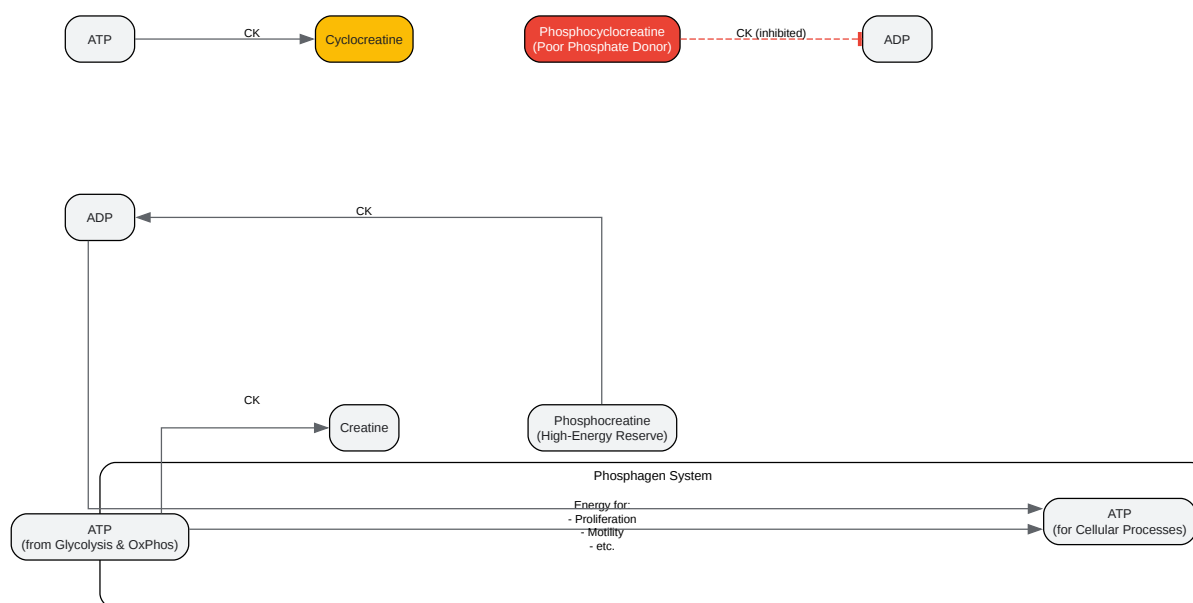 ATP
CK
Cyclocreatine
Phosphocyclocreatine
(Poor Phosphate Donor)
CK (inhibited)
ADP
ADP
CK
CK
Creatine
Phosphocreatine
(High-Energy Reserve)
Phosphagen System
ATP
(from Glycolysis & OxPhos)
Energy for:
- Proliferation
- Motility
- etc.
ATP
(for Cellular Processes)